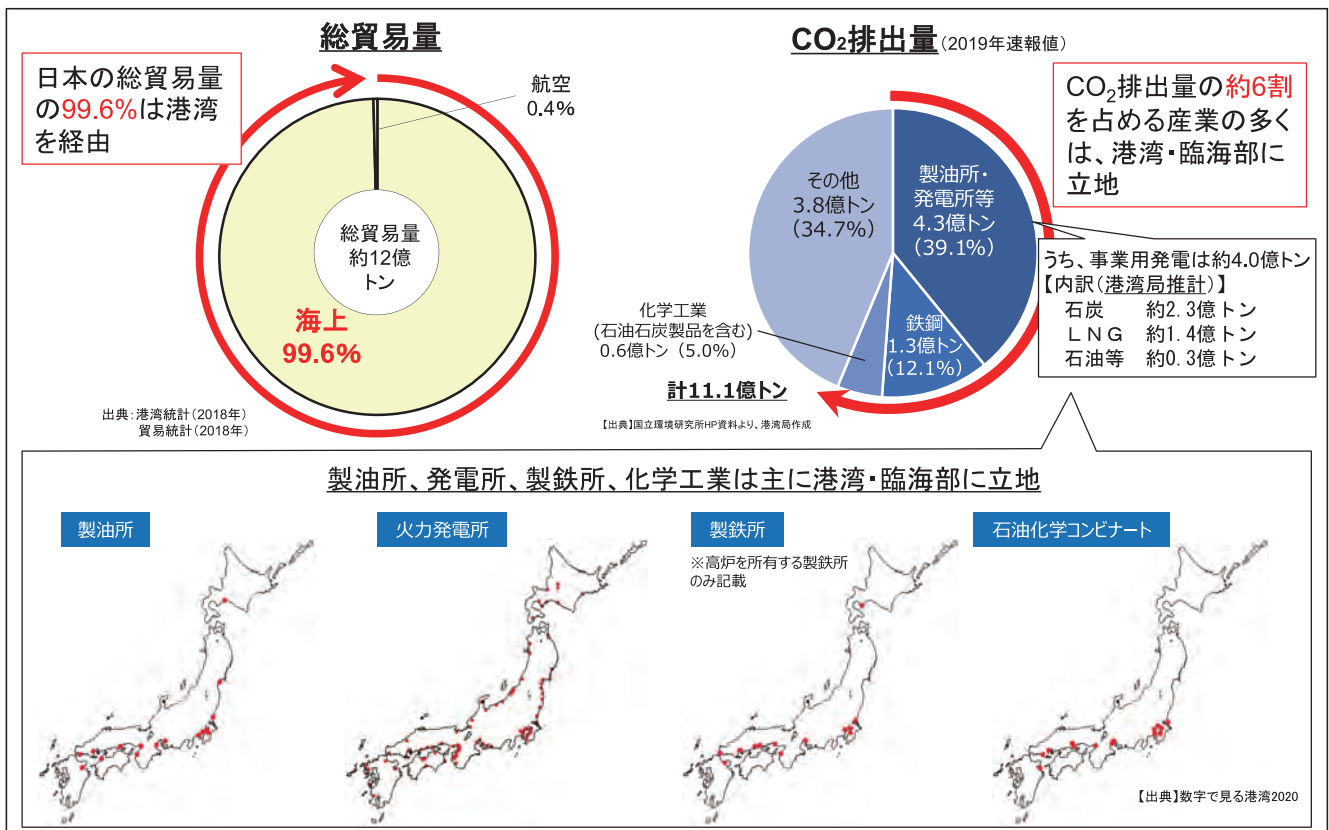 総貿易量
日本の総貿易量
の99.6%は港湾
を経由
航空
0.4%
総貿易量
約12億
トン
海上
99.6%
出典：港湾統計（2018年）
貿易統計（2018年）
CO₂排出量（2019年速報値）
CO₂排出量の約6割
を占める産業の多く
は、港湾・臨海部に
立地
その他
3.8億トン
(34.7%)
製油所・
発電所等
4.3億トン
(39.1%)
うち、事業用発電は約4.0億トン
【内訳（港湾局推計）】
石炭　約2.3億トン
ＬＮＧ　約1.4億トン
石油等　約0.3億トン
化学工業
(石油石炭製品を含む)
0.6億トン（5.0%）
鉄鋼
1.3億トン
(12.1%)
計11.1億トン
【出典】国立環境研究所HP資料より、港湾局作成
製油所、発電所、製鉄所、化学工業は主に港湾・臨海部に立地
製油所
火力発電所
製鉄所
※高炉を所有する製鉄所
のみ記載
石油化学コンビナート
【出典】数字で見る港湾2020